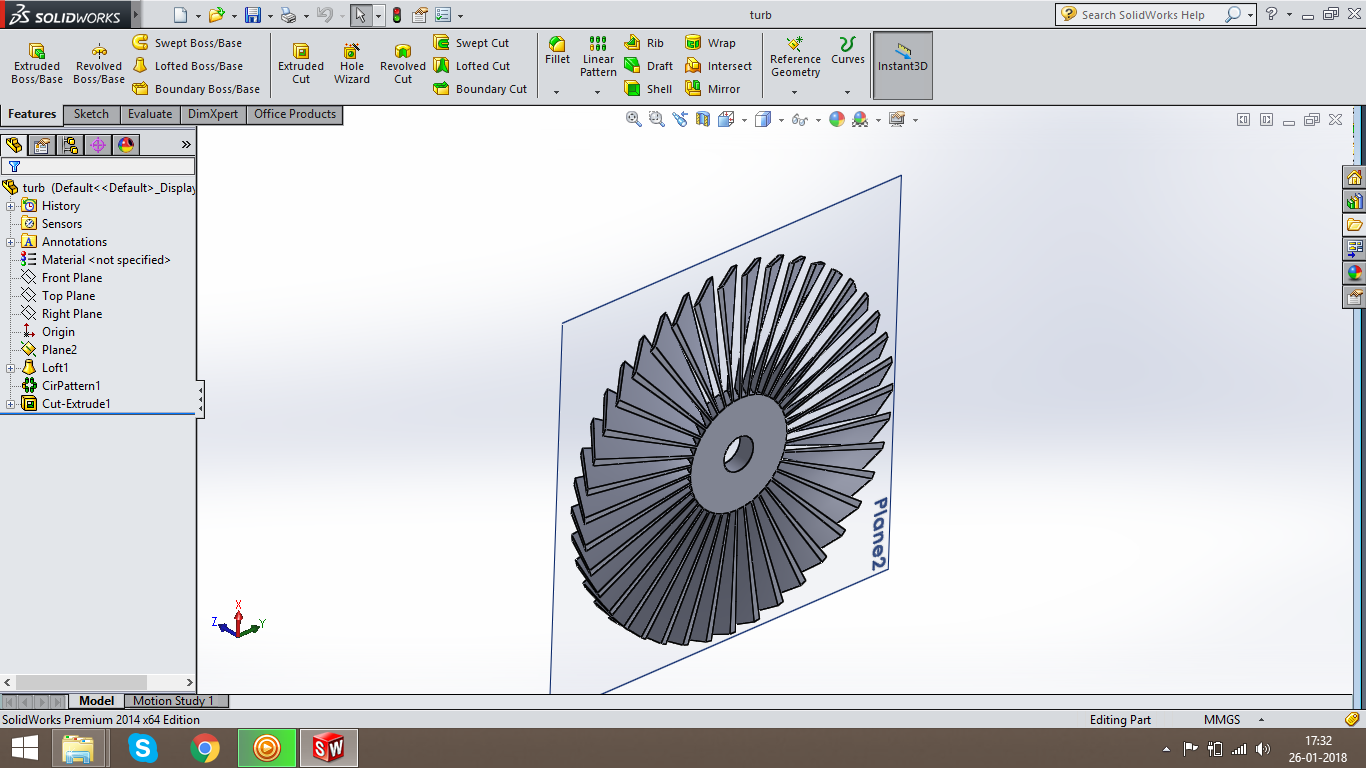 SOLIDWORKS
turb
Search SolidWorks Help
Extruded Boss/Base
Revolved Boss/Base
Swept Boss/Base
Lofted Boss/Base
Boundary Boss/Base
Extruded Cut
Hole Wizard
Revolved Cut
Swept Cut
Lofted Cut
Boundary Cut
Fillet
Linear Pattern
Rib
Draft
Shell
Wrap
Intersect
Mirror
Reference Geometry
Curves
Instant3D
Features
Sketch
Evaluate
DimXpert
Office Products
turb (Default<<Default>_Display
History
Sensors
Annotations
Material <not specified>
Front Plane
Top Plane
Right Plane
Origin
Plane2
Loft1
CirPattern1
Cut-Extrude1
Plane2
X
Z
Y
Model
Motion Study 1
SolidWorks Premium 2014 x64 Edition
Editing Part
MMGS
17:32
26-01-2018